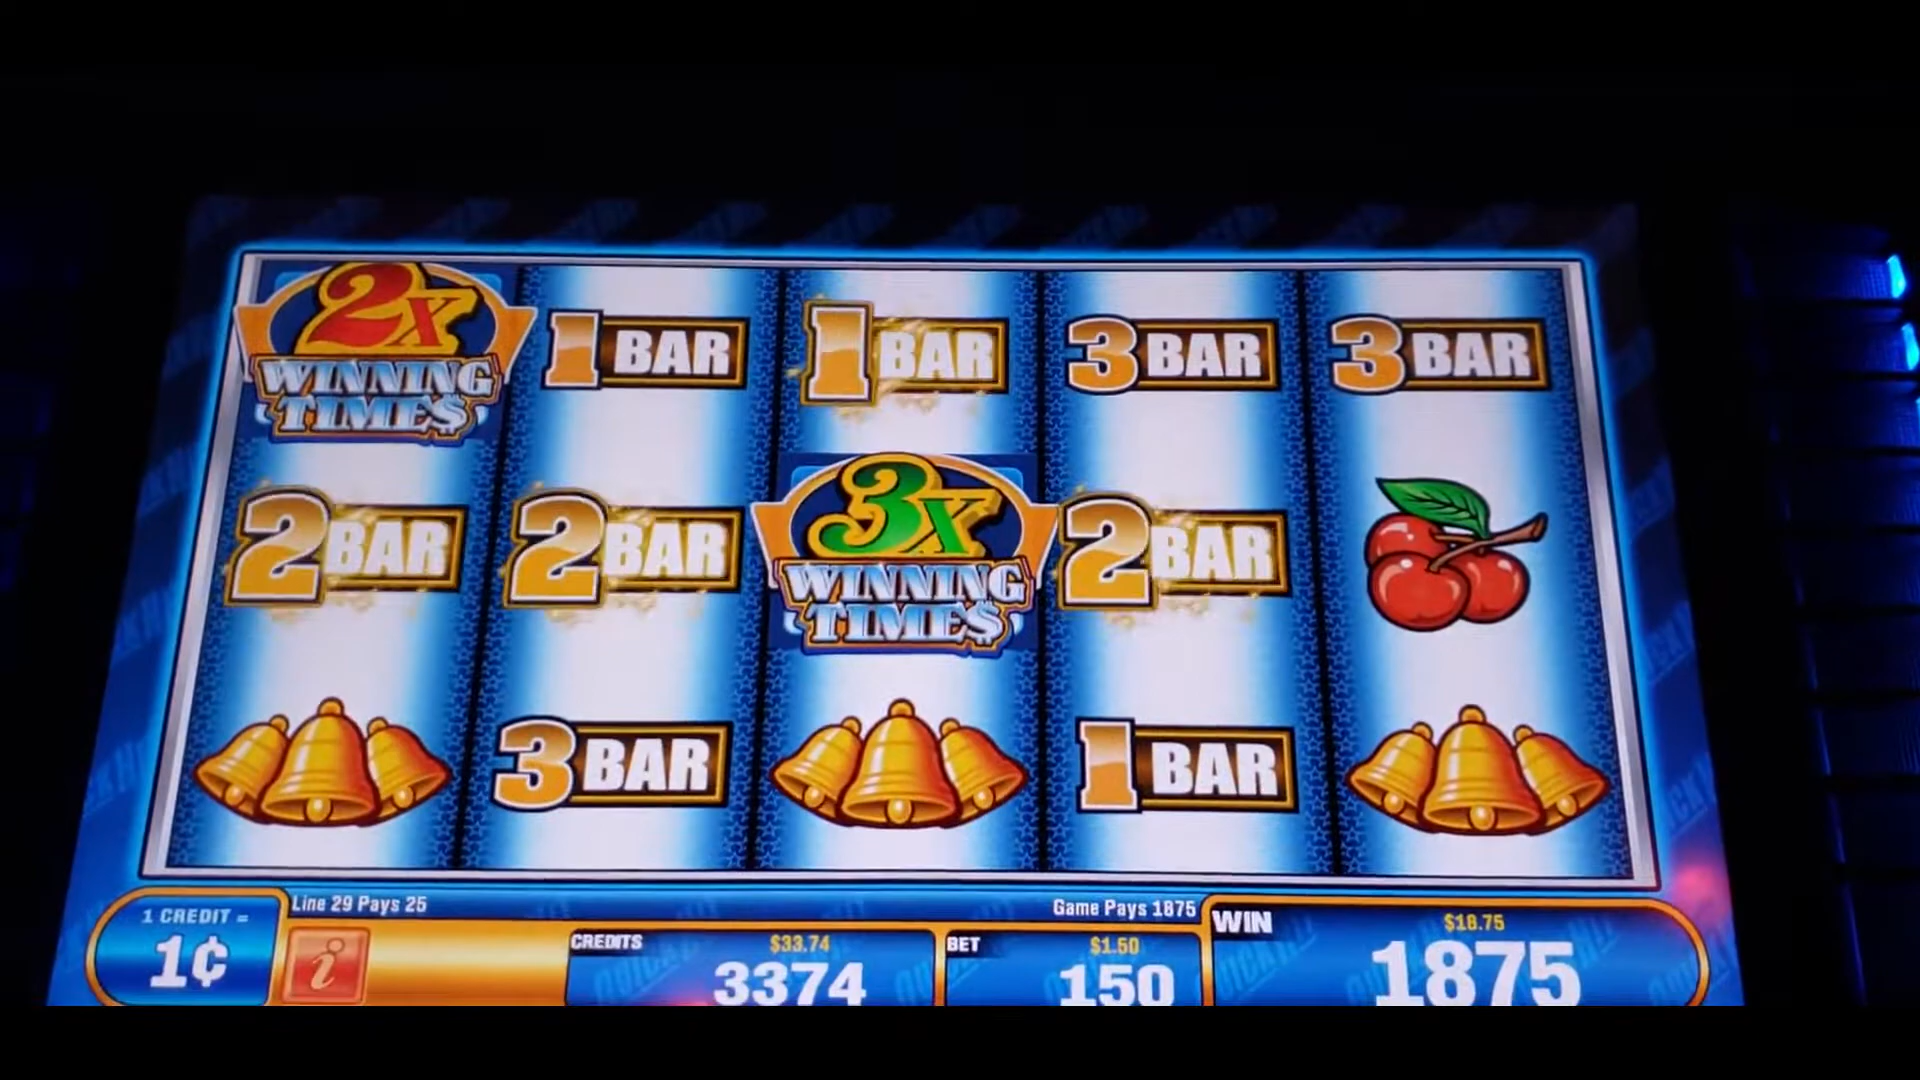 2X
WINNING
TIME$
1 BAR
1 BAR
3 BAR
3 BAR
2 BAR
2 BAR
3X
WINNING
TIME$
2 BAR
3 BAR
1 BAR
1 CREDIT =
1¢
i
Line 29 Pays 25
Game Pays 1875
CREDITS
$33.74
3374
BET
$1.50
150
WIN
$18.75
1875